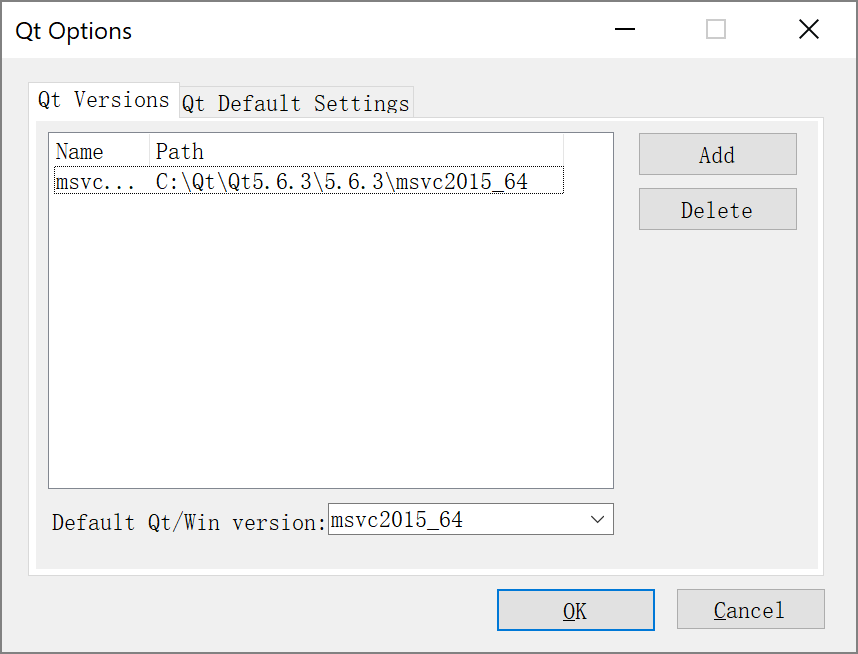 Qt Options
Qt Versions Qt Default Settings
Name Path
msvc... C:\Qt\Qt5.6.3\5.6.3\msvc2015_64
Add
Delete
Default Qt/Win version: msvc2015_64
OK Cancel